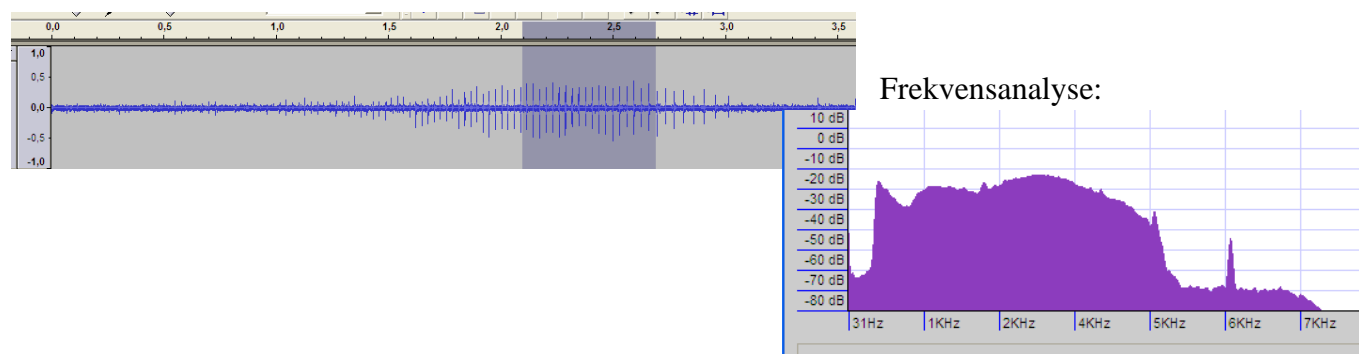 0,0 0,5 1,0 1,5 2,0 2,5 3,0 3,5
1,0
0,5
0,0
-0,5
-1,0
Frekvensanalyse:
10 dB
0 dB
-10 dB
-20 dB
-30 dB
-40 dB
-50 dB
-60 dB
-70 dB
-80 dB
31Hz 1KHz 2KHz 4KHz 5KHz 6KHz 7KHz